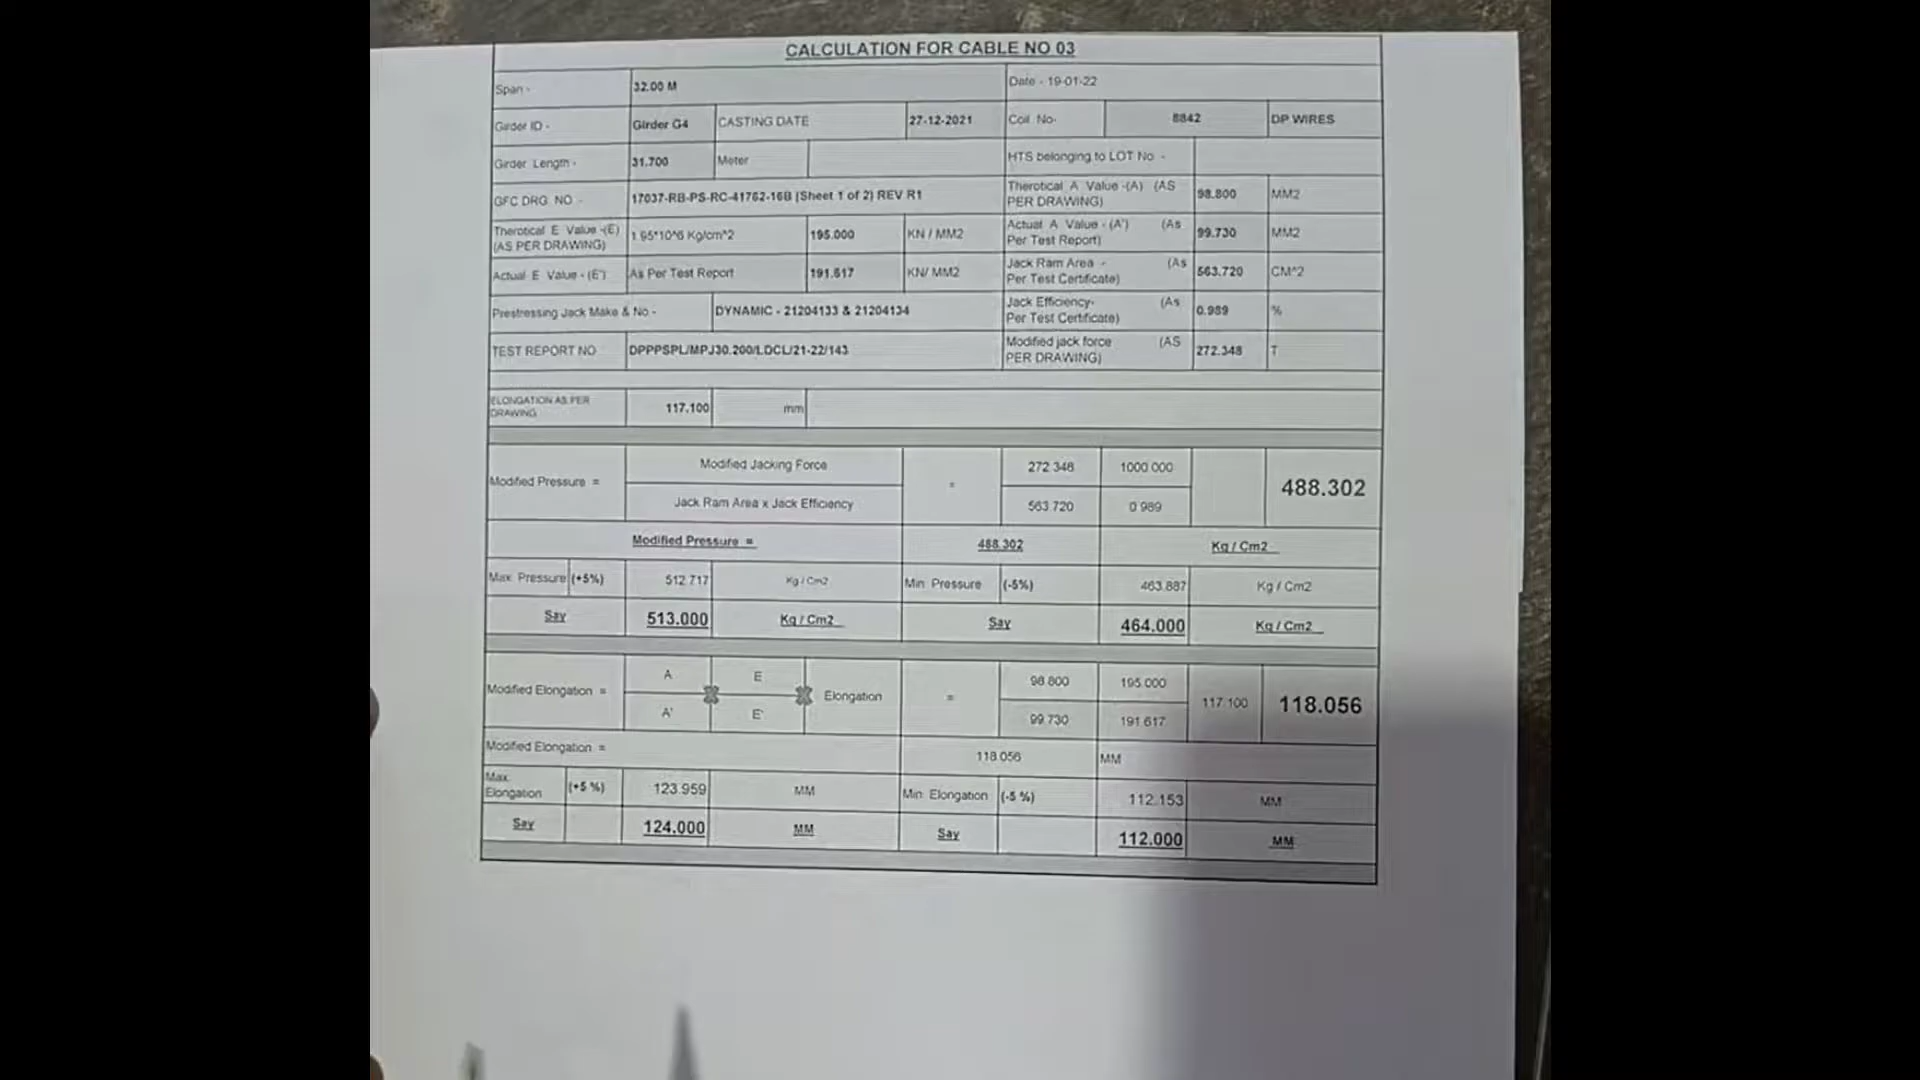 CALCULATION FOR CABLE NO 03
Span - 32.00 M Date - 19-01-22
Girder ID - Girder G4 CASTING DATE 27-12-2021 Coil No- 8842 DP WIRES
Girder Length - 31.700 Meter HTS belonging to LOT No -
GFC DRG NO - 17037-RB-PS-RC-41762-16B (Sheet 1 of 2) REV R1 Therotical A Value -(A) (AS PER DRAWING) 98.800 MM2
Therotical E Value -(E) (AS PER DRAWING) 1.95*10^6 Kg/cm^2 195.000 KN / MM2 Actual A Value - (A') (As Per Test Report) 99.730 MM2
Actual E Value - (E') As Per Test Report 191.617 KN/ MM2 Jack Ram Area - (As Per Test Certificate) 563.720 CM^2
Prestressing Jack Make & No - DYNAMIC - 21204133 & 21204134 Jack Efficiency- (As Per Test Certificate) 0.989 %
TEST REPORT NO DPPPSPL/MPJ30.200/LDCL/21-22/143 Modified jack force (AS PER DRAWING) 272.348 T
ELONGATION AS PER DRAWING 117.100 mm
Modified Pressure = Modified Jacking Force = 272.348 1000.000 488.302
Jack Ram Area x Jack Efficiency 563.720 0.989
Modified Pressure = 488.302 Kg / Cm2
Max Pressure (+5%) 512.717 Kg / Cm2 Min Pressure (-5%) 463.887 Kg / Cm2
Say 513.000 Kg / Cm2 Say 464.000 Kg / Cm2
Modified Elongation = A E Elongation = 98.800 195.000 117.100 118.056
A' E' 99.730 191.617
Modified Elongation = 118.056 MM
Max Elongation (+5 %) 123.959 MM Min Elongation (-5 %) 112.153 MM
Say 124.000 MM Say 112.000 MM